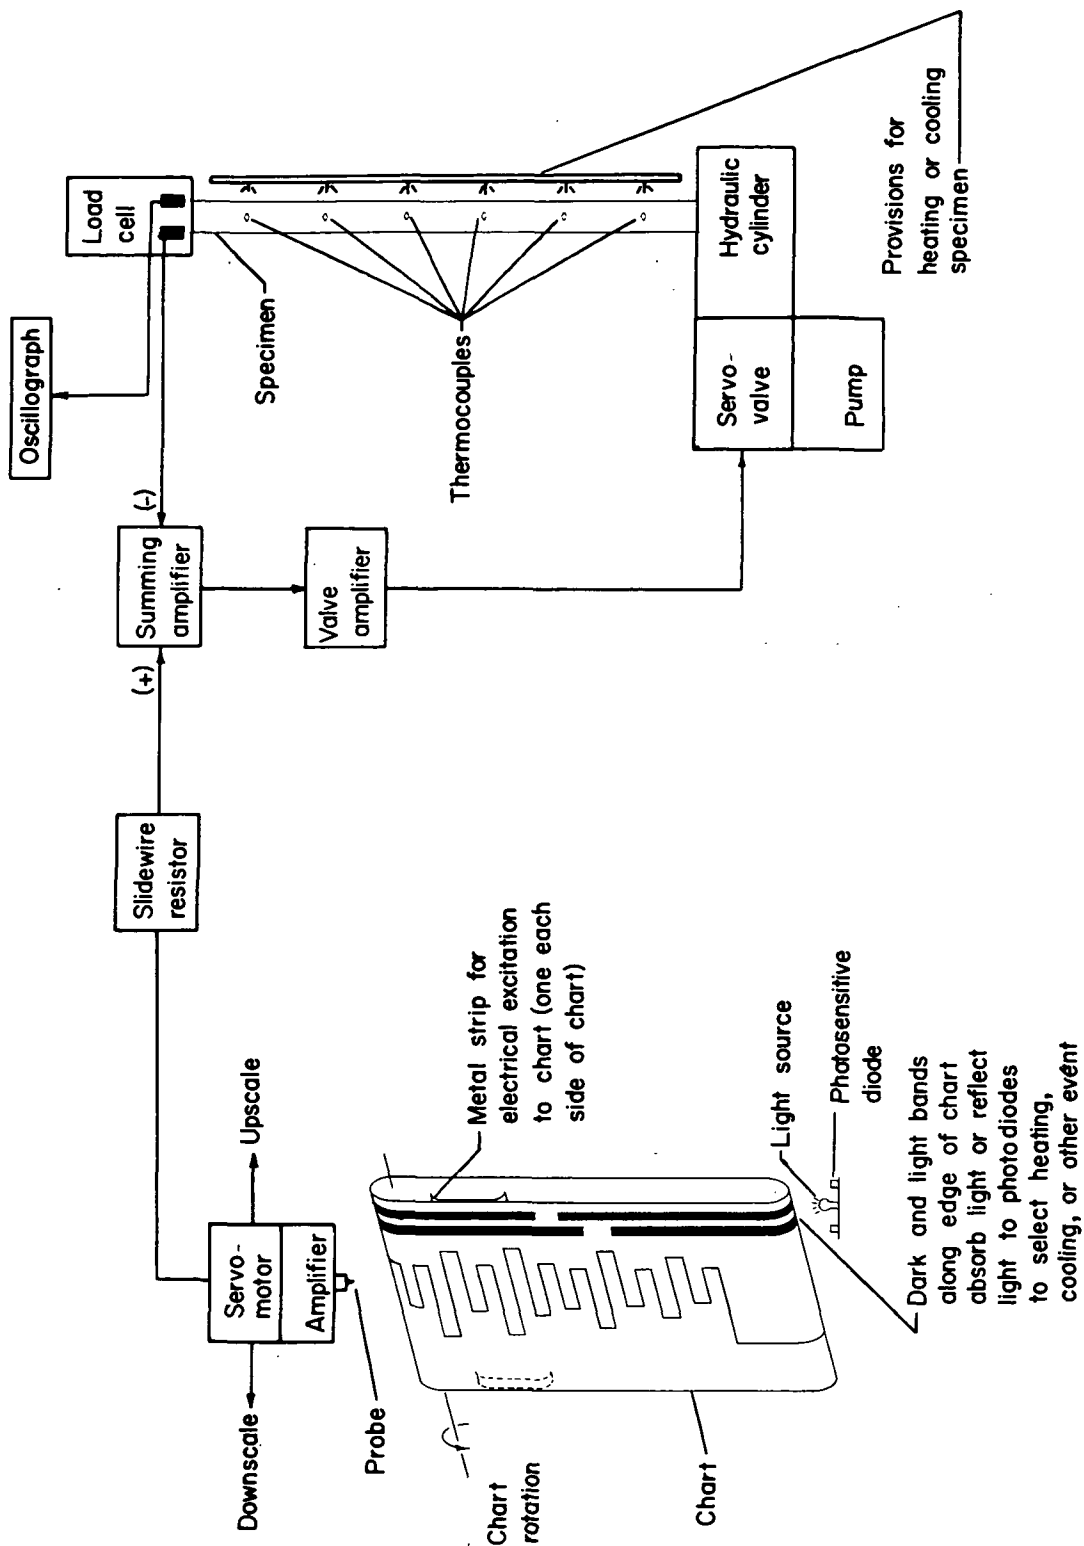 Downscale
Servo-
motor
Amplifier
Upscale
Probe
Chart
rotation
Chart
Metal strip for
electrical excitation
to chart (one each
side of chart)
Light source
Photosensitive
diode
Dark and light bands
along edge of chart
absorb light or reflect
light to photodiodes
to select heating,
cooling, or other event
Slidewire
resistor
(+)
Summing
amplifier
(-)
Valve
amplifier
Oscillograph
Load
cell
Specimen
Thermocouples
Servo-
valve
Hydraulic
cylinder
Pump
Provisions for
heating or cooling
specimen